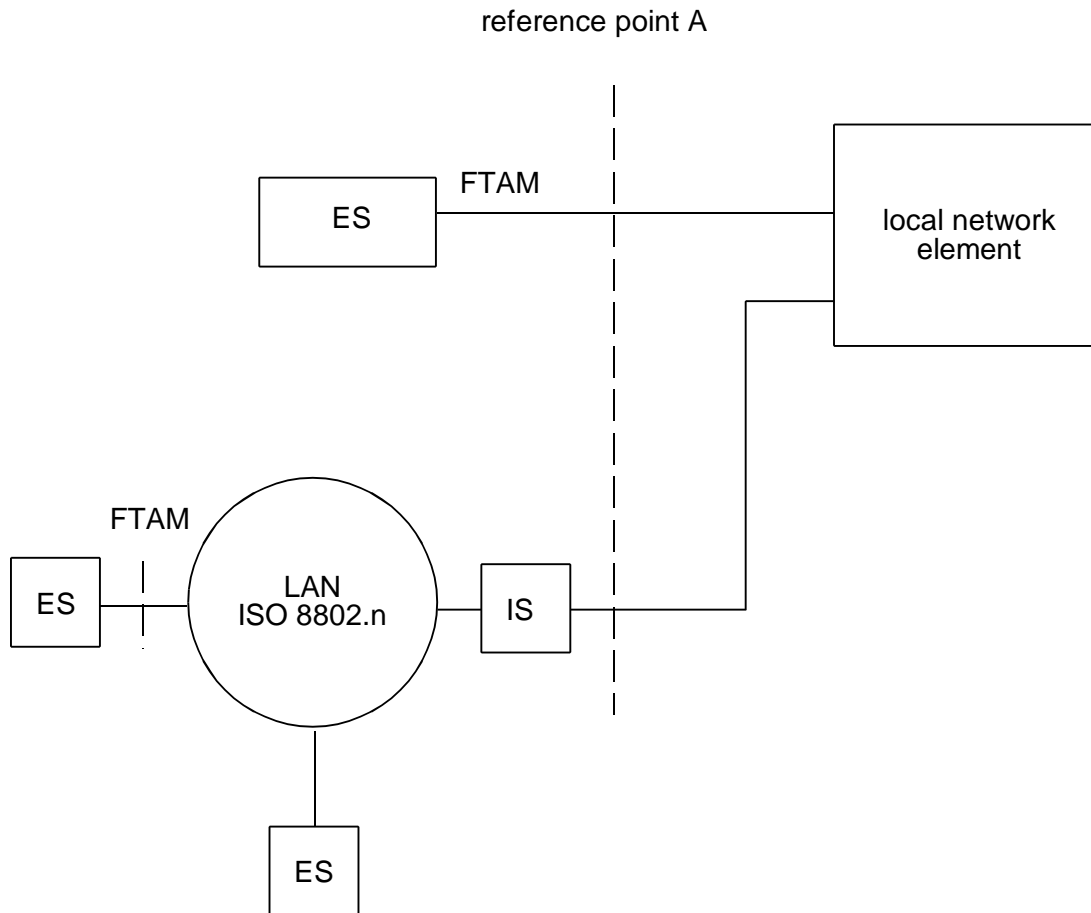 reference point A
FTAM
ES
local network
element
FTAM
ES
LAN
ISO 8802.n
IS
ES